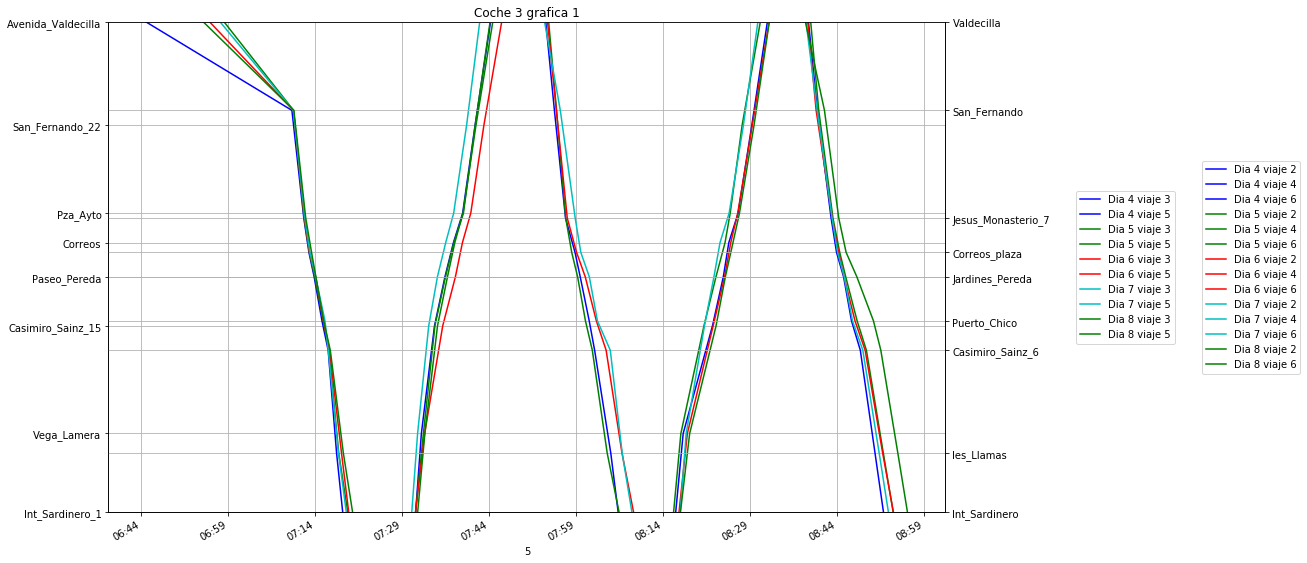 Coche 3 grafica 1
Avenida_Valdecilla
San_Fernando_22
Pza_Ayto
Correos
Paseo_Pereda
Casimiro_Sainz_15
Vega_Lamera
Int_Sardinero_1
Valdecilla
San_Fernando
Jesus_Monasterio_7
Correos_plaza
Jardines_Pereda
Puerto_Chico
Casimiro_Sainz_6
Ies_Llamas
Int_Sardinero
06:44
06:59
07:14
07:29
07:44
07:59
08:14
08:29
08:44
08:59
5
Dia 4 viaje 3
Dia 4 viaje 5
Dia 5 viaje 3
Dia 5 viaje 5
Dia 6 viaje 3
Dia 6 viaje 5
Dia 7 viaje 3
Dia 7 viaje 5
Dia 8 viaje 3
Dia 8 viaje 5
Dia 4 viaje 2
Dia 4 viaje 4
Dia 4 viaje 6
Dia 5 viaje 2
Dia 5 viaje 4
Dia 5 viaje 6
Dia 6 viaje 2
Dia 6 viaje 4
Dia 6 viaje 6
Dia 7 viaje 2
Dia 7 viaje 4
Dia 7 viaje 6
Dia 8 viaje 2
Dia 8 viaje 6